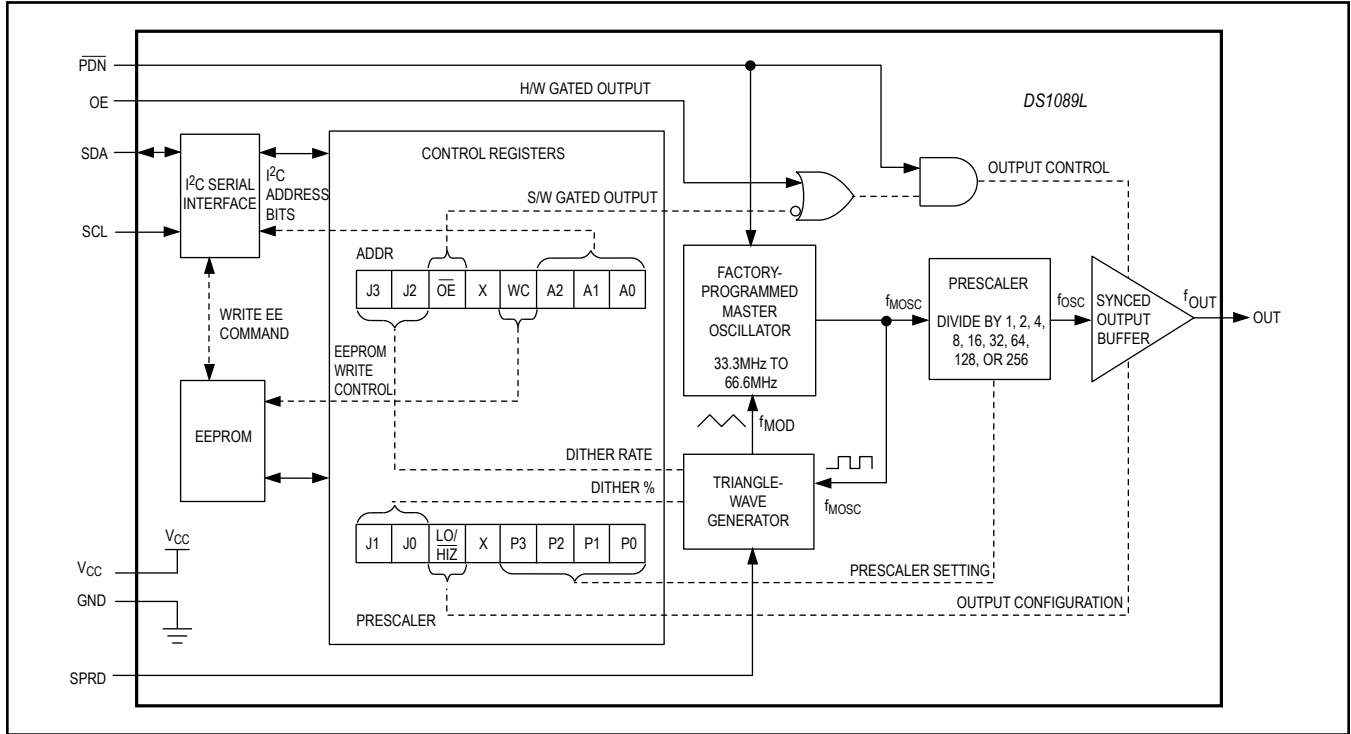 PDN
OE
H/W GATED OUTPUT
DS1089L
SDA
SCL
I²C SERIAL
INTERFACE
I²C
ADDRESS
BITS
CONTROL REGISTERS
S/W GATED OUTPUT
OUTPUT CONTROL
ADDR
J3 J2 OE X WC A2 A1 A0
WRITE EE
COMMAND
EEPROM
WRITE
CONTROL
EEPROM
FACTORY-
PROGRAMMED
MASTER
OSCILLATOR
33.3MHz TO
66.6MHz
fMOSC
PRESCALER
DIVIDE BY 1, 2, 4,
8, 16, 32, 64,
128, OR 256
fOSC
SYNCED
OUTPUT
BUFFER
fOUT
OUT
fMOD
DITHER RATE
DITHER %
TRIANGLE-
WAVE
GENERATOR
fMOSC
J1 J0 LO/HIZ X P3 P2 P1 P0
PRESCALER SETTING
OUTPUT CONFIGURATION
PRESCALER
VCC
VCC
GND
SPRD